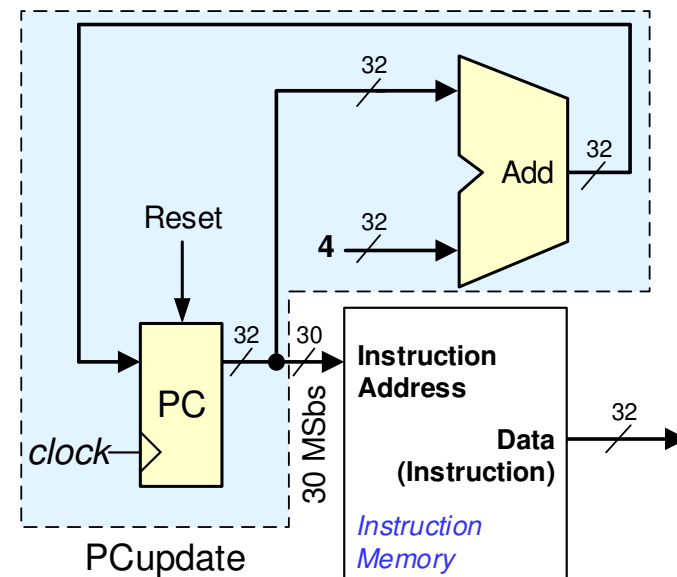 32
Add
32
Reset
4
32
32
30
Instruction
Address
PC
30 MSbs
Data
(Instruction)
32
clock
Instruction
Memory
PCupdate